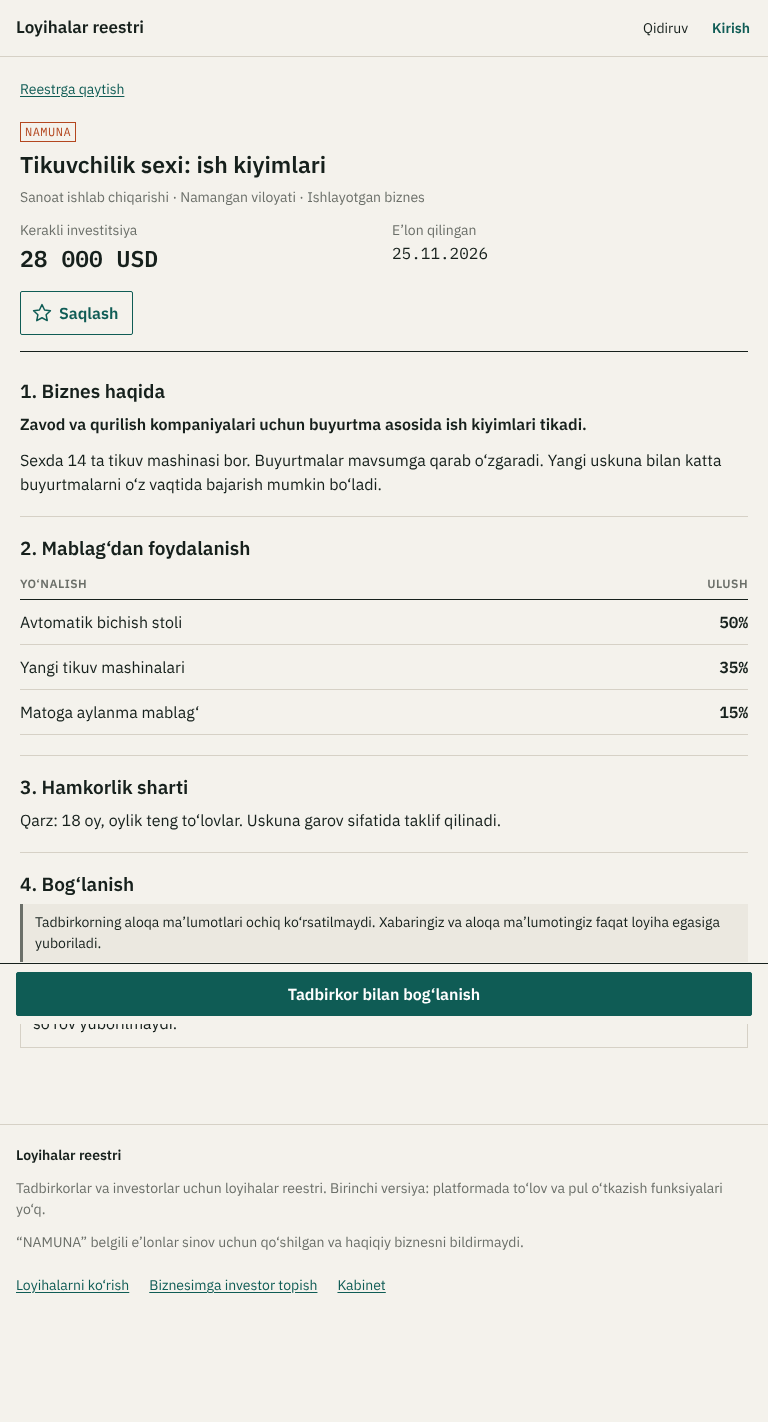 Loyihalar reestri
Qidiruv
Kirish
Reestrga qaytish
NAMUNA
Tikuvchilik sexi: ish kiyimlari
Sanoat ishlab chiqarishi · Namangan viloyati · Ishlayotgan biznes
Kerakli investitsiya
28 000 USD
Eʼlon qilingan
25.11.2026
Saqlash
1. Biznes haqida
Zavod va qurilish kompaniyalari uchun buyurtma asosida ish kiyimlari tikadi.
Sexda 14 ta tikuv mashinasi bor. Buyurtmalar mavsumga qarab oʻzgaradi. Yangi uskuna bilan katta
buyurtmalarni oʻz vaqtida bajarish mumkin boʻladi.
2. Mablagʻdan foydalanish
YOʻNALISH
ULUSH
Avtomatik bichish stoli
50%
Yangi tikuv mashinalari
35%
Matoga aylanma mablagʻ
15%
3. Hamkorlik sharti
Qarz: 18 oy, oylik teng toʻlovlar. Uskuna garov sifatida taklif qilinadi.
4. Bogʻlanish
Tadbirkorning aloqa maʼlumotlari ochiq koʻrsatilmaydi. Xabaringiz va aloqa maʼlumotingiz faqat loyiha egasiga
yuboriladi.
Tadbirkor bilan bogʻlanish
soʻrov yuborilmaydi.
Loyihalar reestri
Tadbirkorlar va investorlar uchun loyihalar reestri. Birinchi versiya: platformada toʻlov va pul oʻtkazish funksiyalari
yoʻq.
“NAMUNA” belgili eʼlonlar sinov uchun qoʻshilgan va haqiqiy biznesni bildirmaydi.
Loyihalarni koʻrish
Biznesimga investor topish
Kabinet